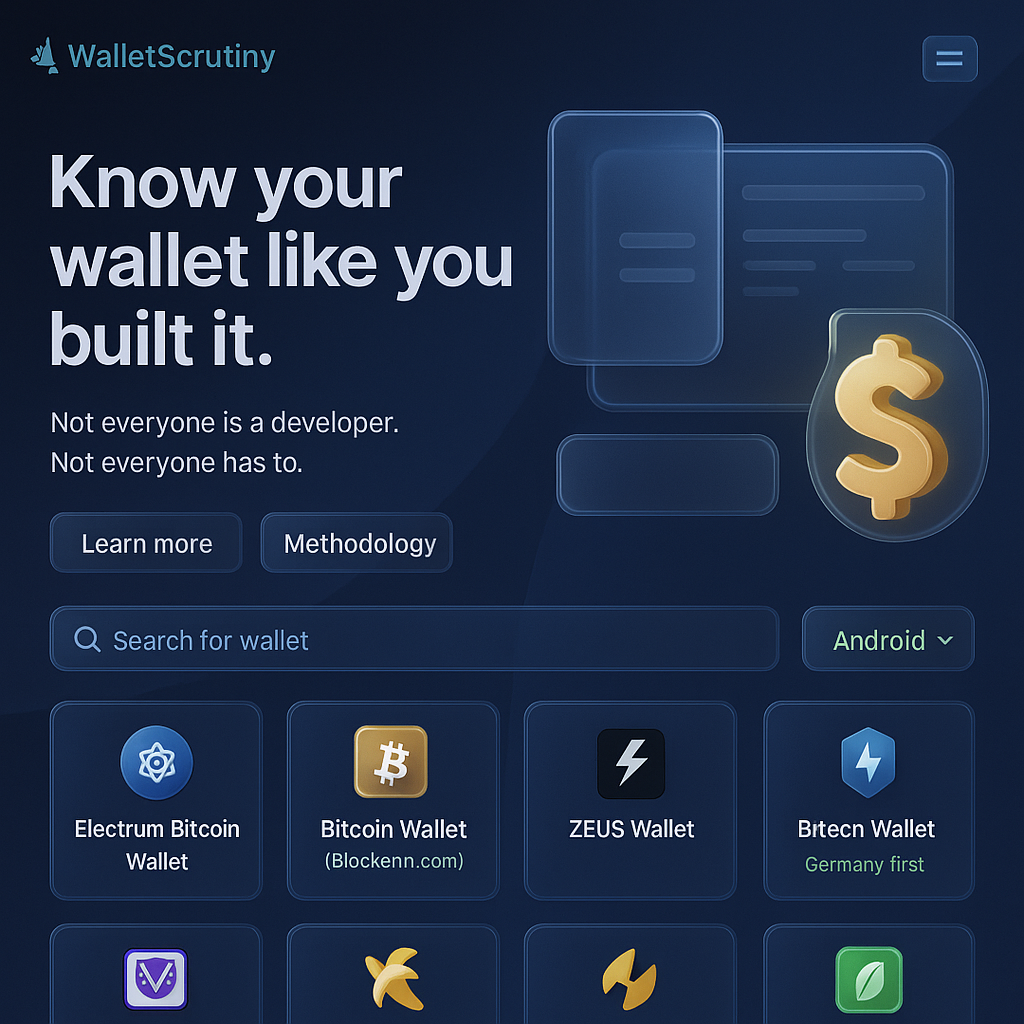 WalletScrutiny
Know your
wallet like you
built it.
Not everyone is a developer.
Not everyone has to.
Learn more
Methodology
Search for wallet
Android
Electrum Bitcoin
Wallet
Bitcoin Wallet
(Blockenn.com)
ZEUS Wallet
Brtecn Wallet
Germany first